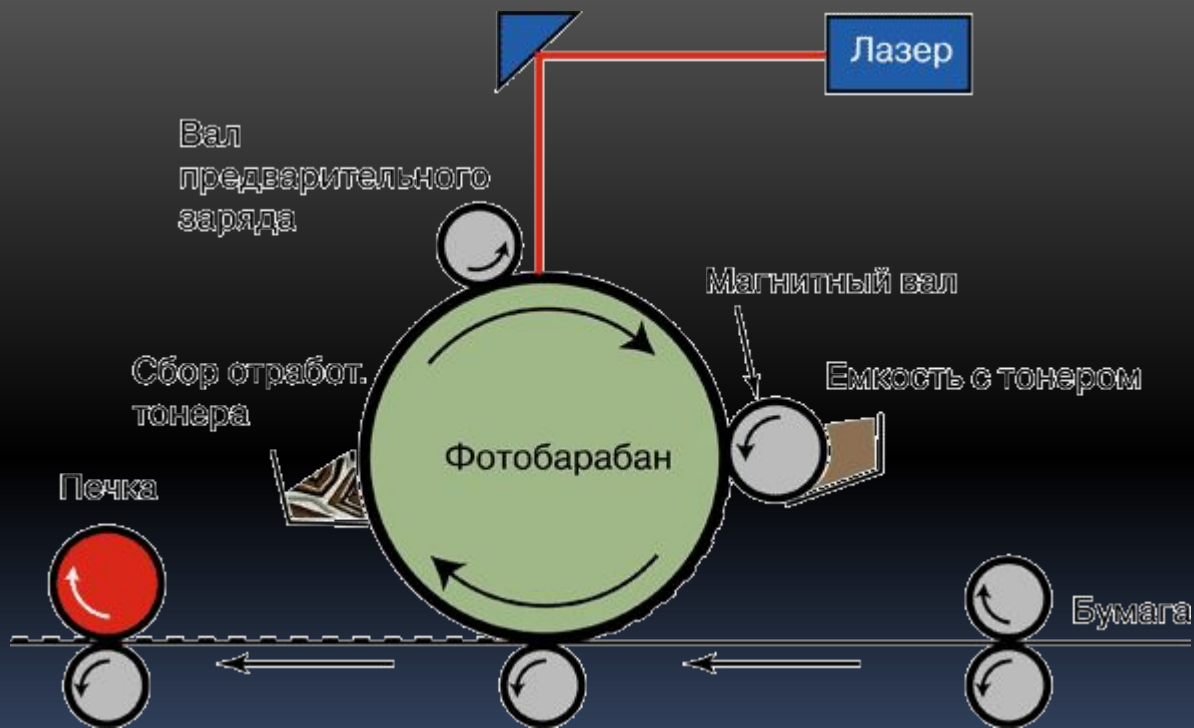 Лазер
Вал
предварительного
заряда
Магнитный вал
Сбор отработ.
тонера
Емкость с тонером
Фотобарабан
Печка
Бумага